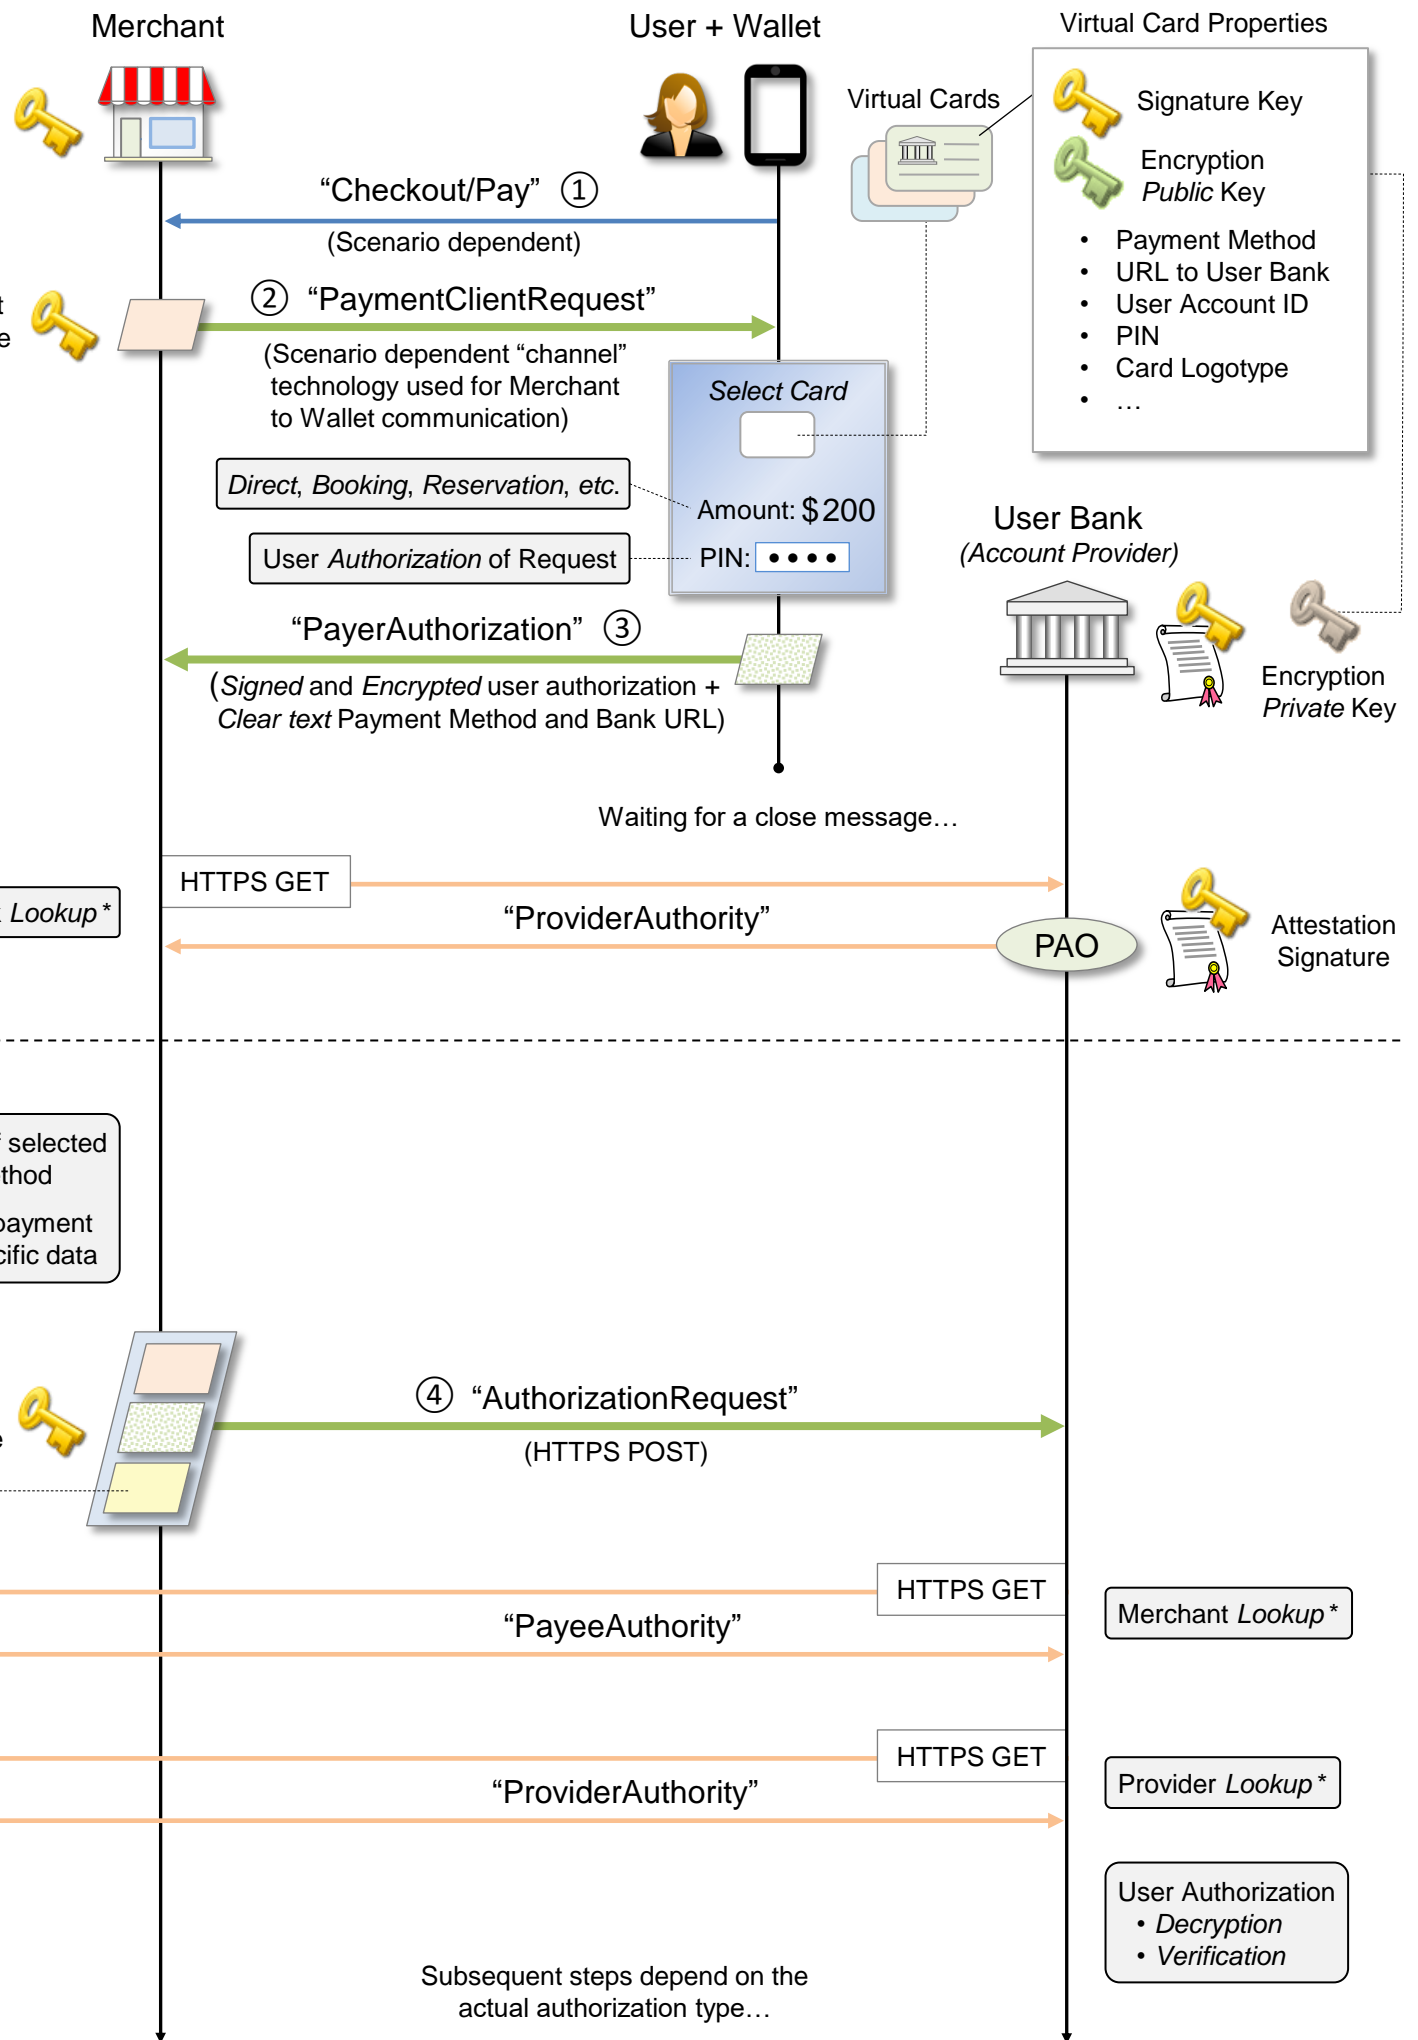 Merchant
User + Wallet
Virtual Card Properties
Virtual Cards
Signature Key
Encryption
Public Key
• Payment Method
• URL to User Bank
• User Account ID
• PIN
• Card Logotype
• …
“Checkout/Pay” ①
(Scenario dependent)
② “PaymentClientRequest”
(Scenario dependent “channel”
technology used for Merchant
to Wallet communication)
Select Card
Direct, Booking, Reservation, etc.
Amount: $200
User Authorization of Request
PIN: ••••
User Bank
(Account Provider)
“PayerAuthorization” ③
(Signed and Encrypted user authorization +
Clear text Payment Method and Bank URL)
Encryption
Private Key
Waiting for a close message…
HTTPS GET
Lookup *
“ProviderAuthority”
PAO
Attestation
Signature
selected
payment
data
④ “AuthorizationRequest”
(HTTPS POST)
HTTPS GET
“PayeeAuthority”
Merchant Lookup *
HTTPS GET
“ProviderAuthority”
Provider Lookup *
User Authorization
• Decryption
• Verification
Subsequent steps depend on the
actual authorization type…